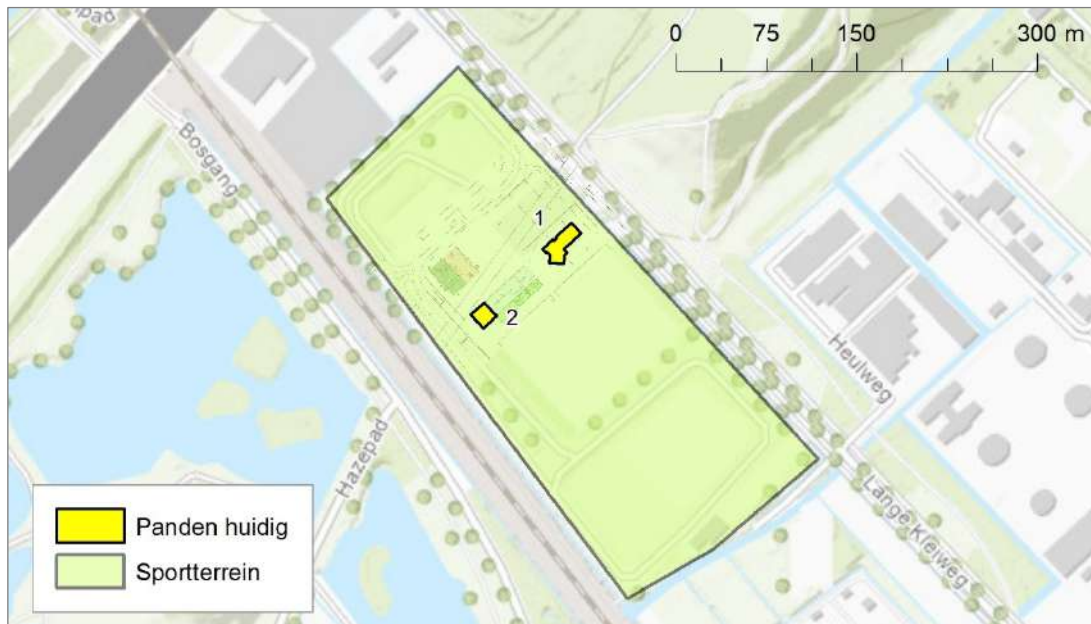 0 75 150 300 m
Bosgang
1
2
Heulweg
Hazepad
Lange Kleiweg
Panden huidig
Sportterrein